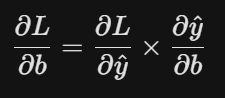 ∂L/∂b = ∂L/∂ŷ × ∂ŷ/∂b